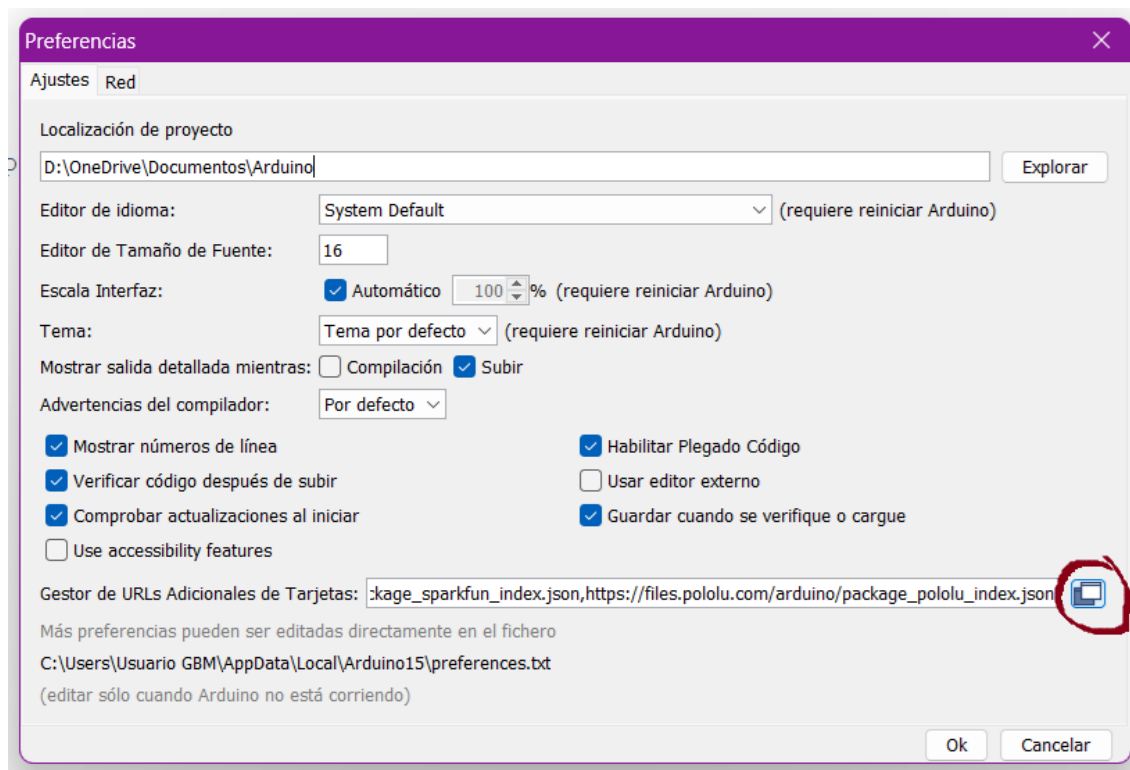 Preferencias
Ajustes Red
Localización de proyecto
D:\OneDrive\Documentos\Arduino Explorar
Editor de idioma: System Default (requiere reiniciar Arduino)
Editor de Tamaño de Fuente: 16
Escala Interfaz: Automático 100 % (requiere reiniciar Arduino)
Tema: Tema por defecto (requiere reiniciar Arduino)
Mostrar salida detallada mientras: Compilación Subir
Advertencias del compilador: Por defecto
Mostrar números de línea Habilitar Plegado Código
Verificar código después de subir Usar editor externo
Comprobar actualizaciones al iniciar Guardar cuando se verifique o cargue
Use accessibility features
Gestor de URLs Adicionales de Tarjetas: ckage_sparkfun_index.json,https://files.pololu.com/arduino/package_pololu_index.json
Más preferencias pueden ser editadas directamente en el fichero
C:\Users\Usuario GBM\AppData\Local\Arduino15\preferences.txt
(editar sólo cuando Arduino no está corriendo)
Ok Cancelar